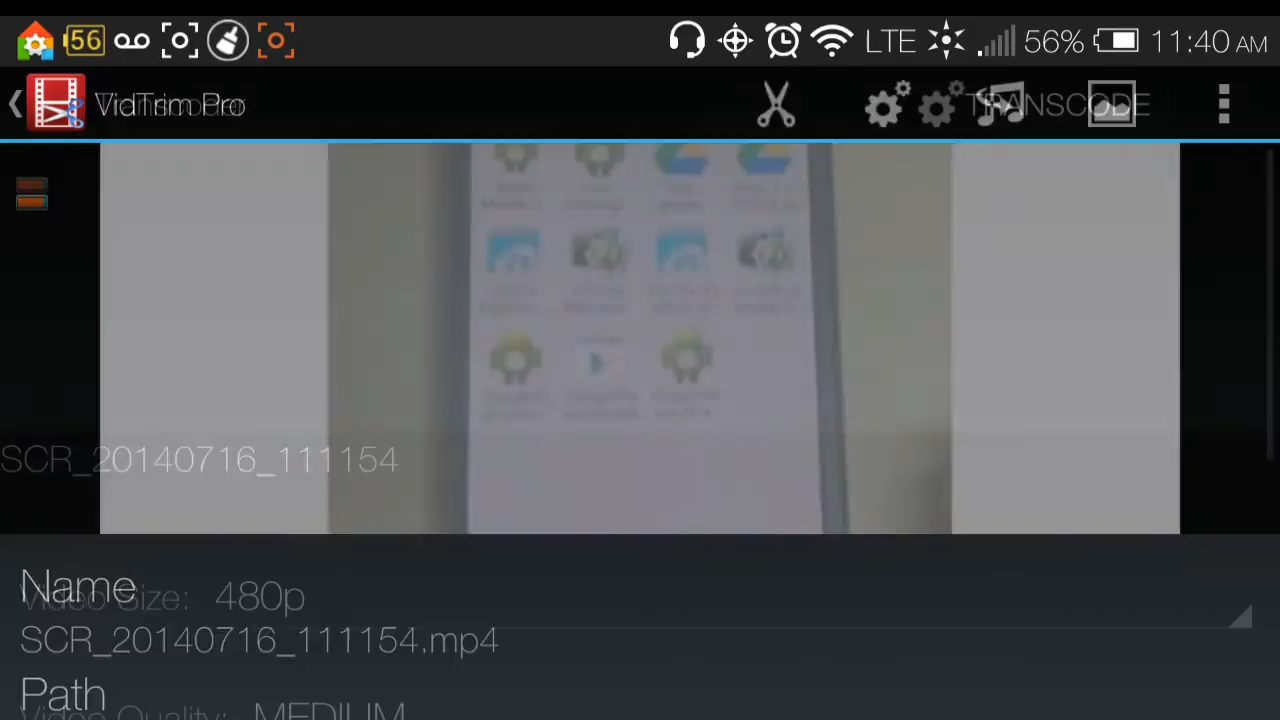 56 LTE 56% 11:40 AM
VidTrim Pro
Transcoder
TRANSCODE
SCR_20140716_111154
Name
Video Size: 480p
SCR_20140716_111154.mp4
Path
Video Quality: MEDIUM